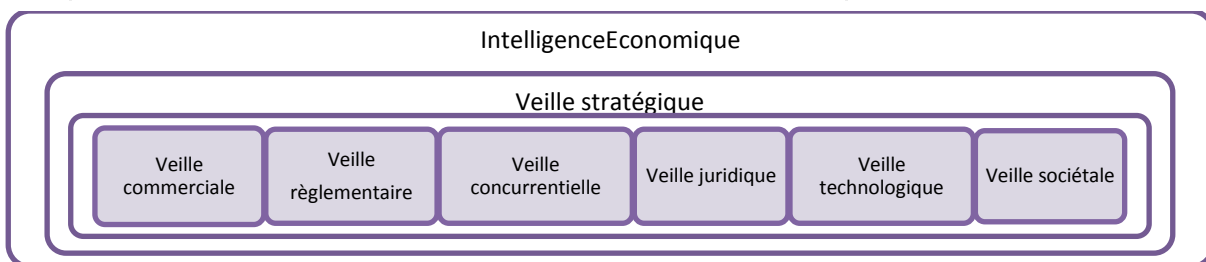 IntelligenceEconomique
Veille stratégique
Veille
commerciale
Veille
règlementaire
Veille
concurrentielle
Veille juridique
Veille
technologique
Veille sociétale